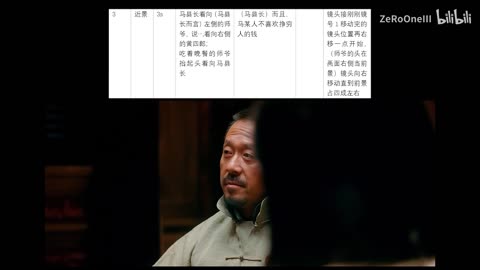 ZeRoOneIII bilibili
3 近景 3s 马县长看向（马县 （马县长）而且， 镜头接刚刚镜
长而言）左侧的师 马某人不喜欢挣穷 号1移动完的
爷，说…看向右侧 人的钱 镜头位置再右
的黄四郎； 移一点开始，
吃着晚餐的师爷 （师爷的头在
抬起头看向马县 画面右侧当前
长 景）镜头向右
移动直到前景
占四成左右